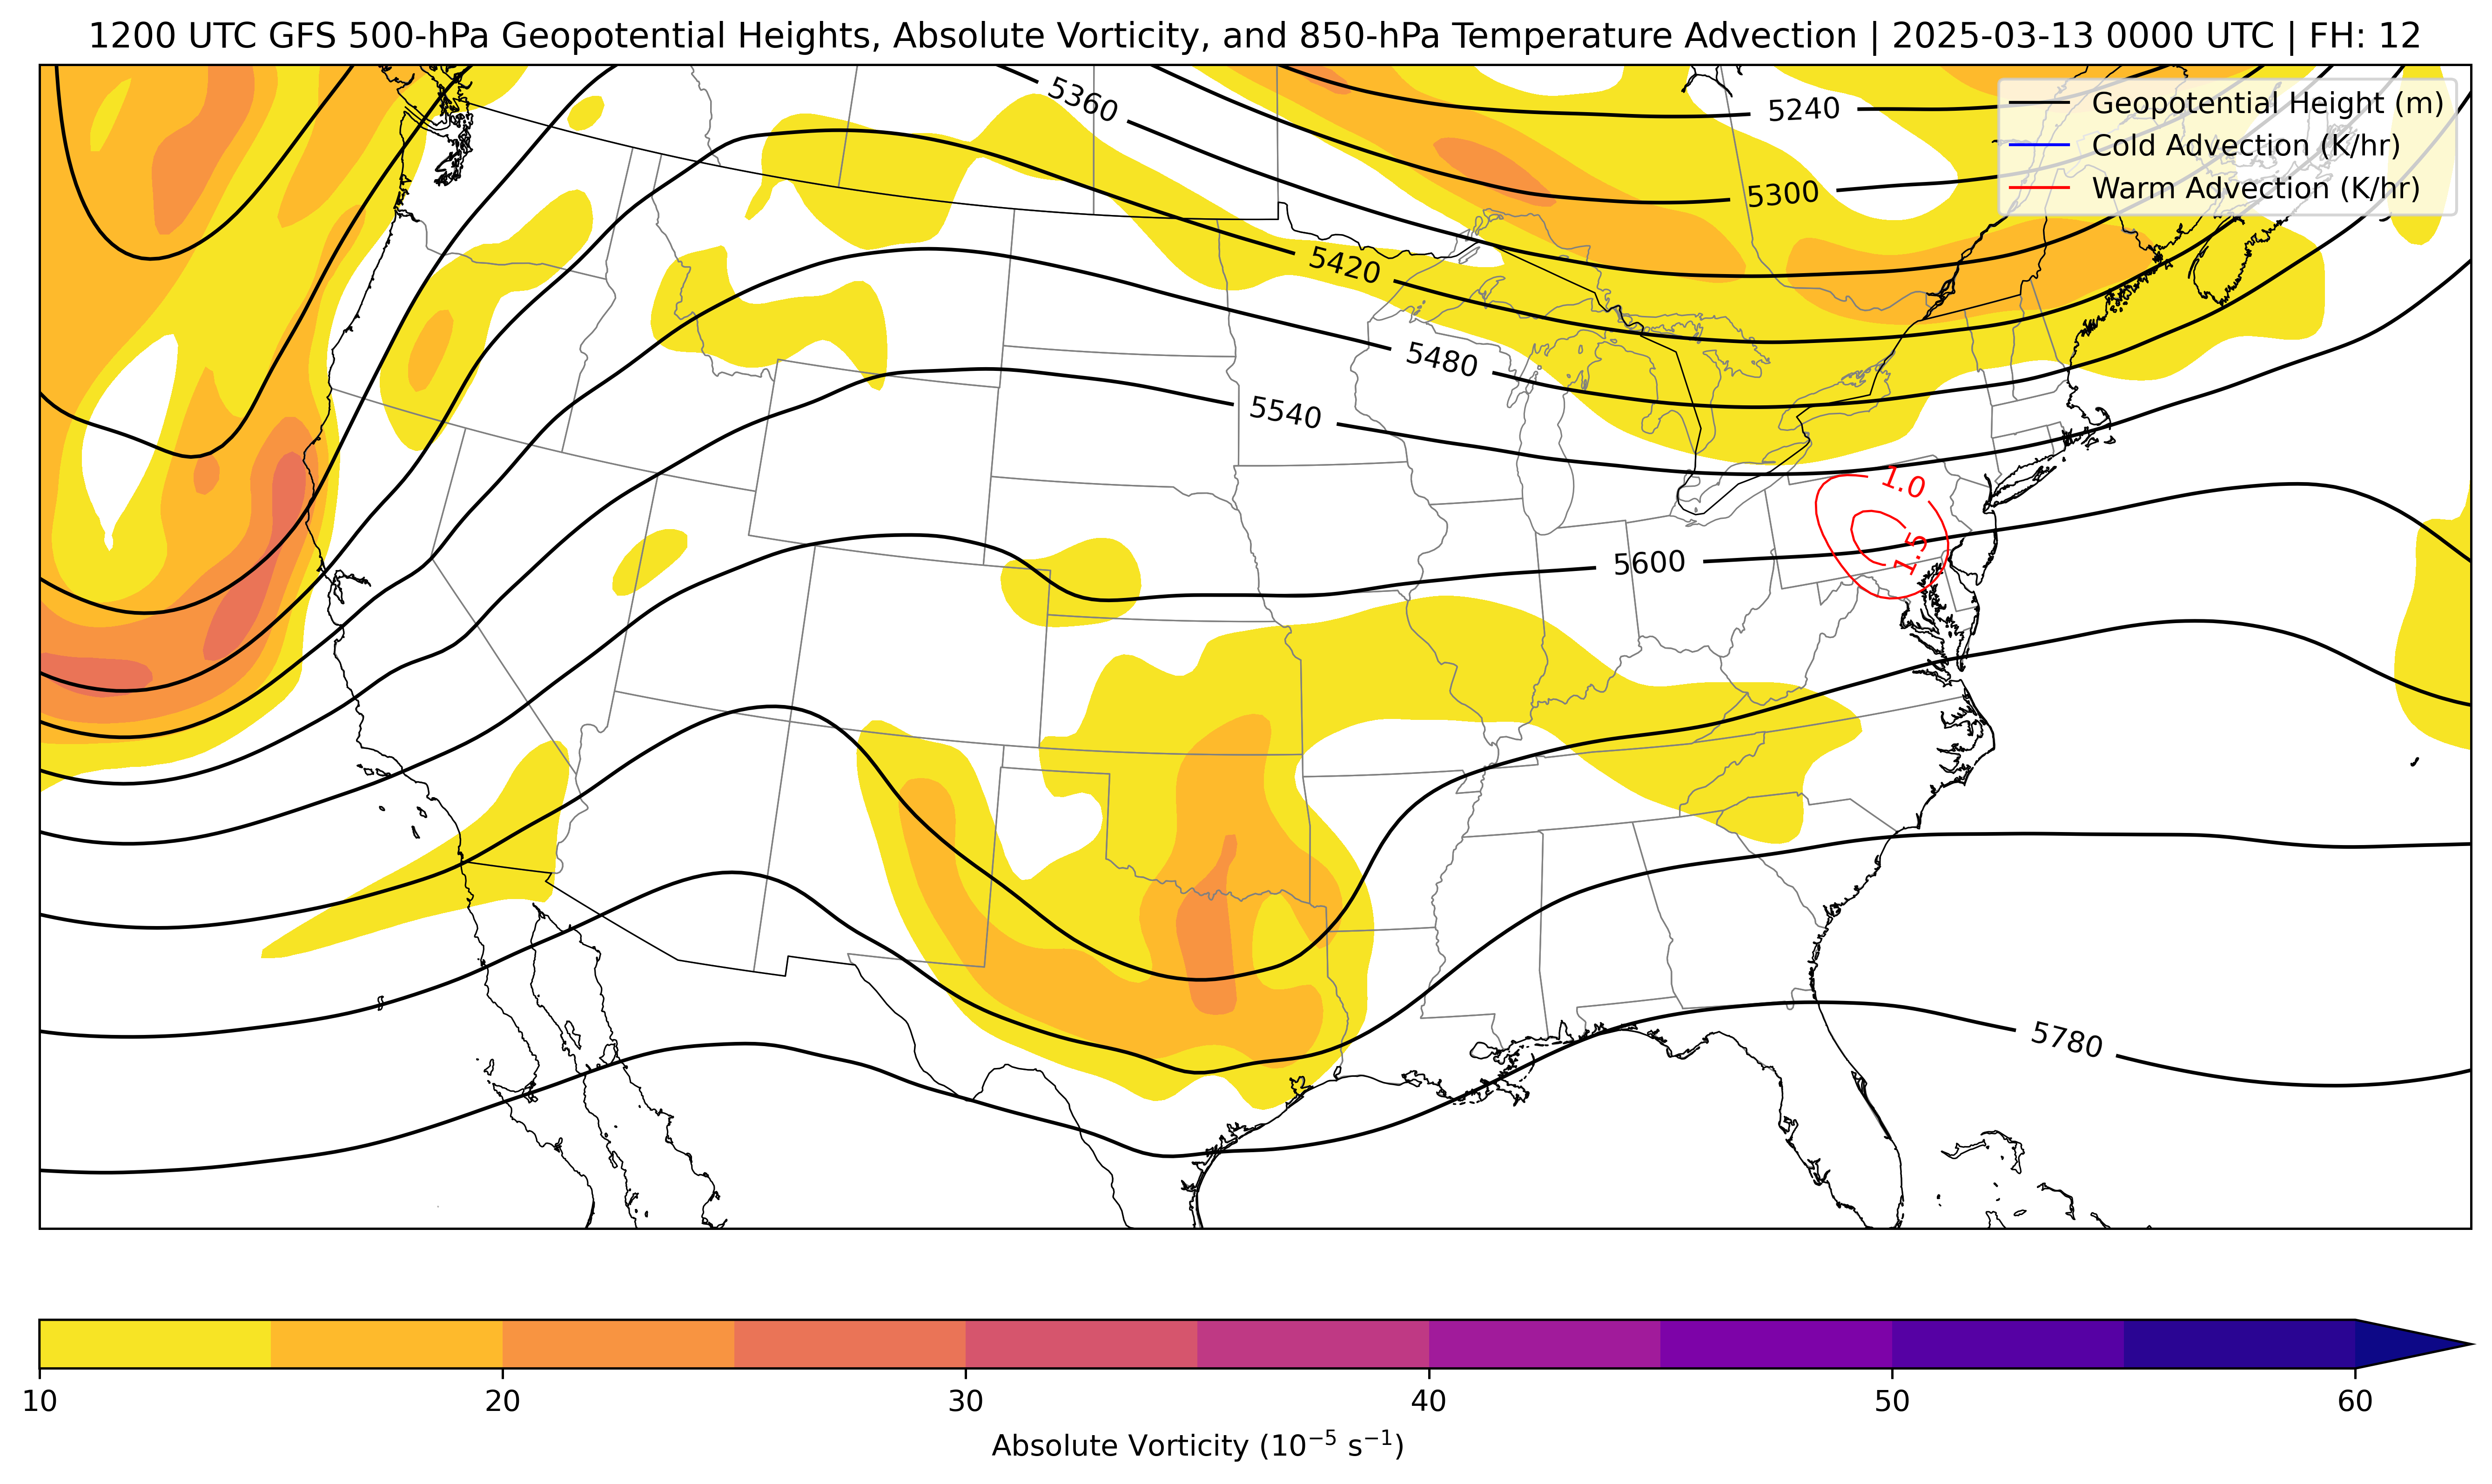 1200 UTC GFS 500-hPa Geopotential Heights, Absolute Vorticity, and 850-hPa Temperature Advection | 2025-03-13 0000 UTC | FH: 12
Geopotential Height (m)
Cold Advection (K/hr)
Warm Advection (K/hr)
5360
5240
5300
5420
5480
5540
5600
1.0
1.5
5780
10 20 30 40 50 60
Absolute Vorticity (10⁻⁵ s⁻¹)